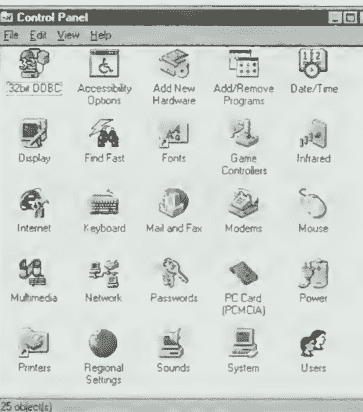 Control Panel
File Edit View Help
32bit ODBC Accessibility Options Add New Hardware Add/Remove Programs Date/Time
Display Find Fast Fonts Game Controllers Infrared
Internet Keyboard Mail and Fax Modems Mouse
Multimedia Network Passwords PC Card (PCMCIA) Power
Printers Regional Settings Sounds System Users
25 object(s)